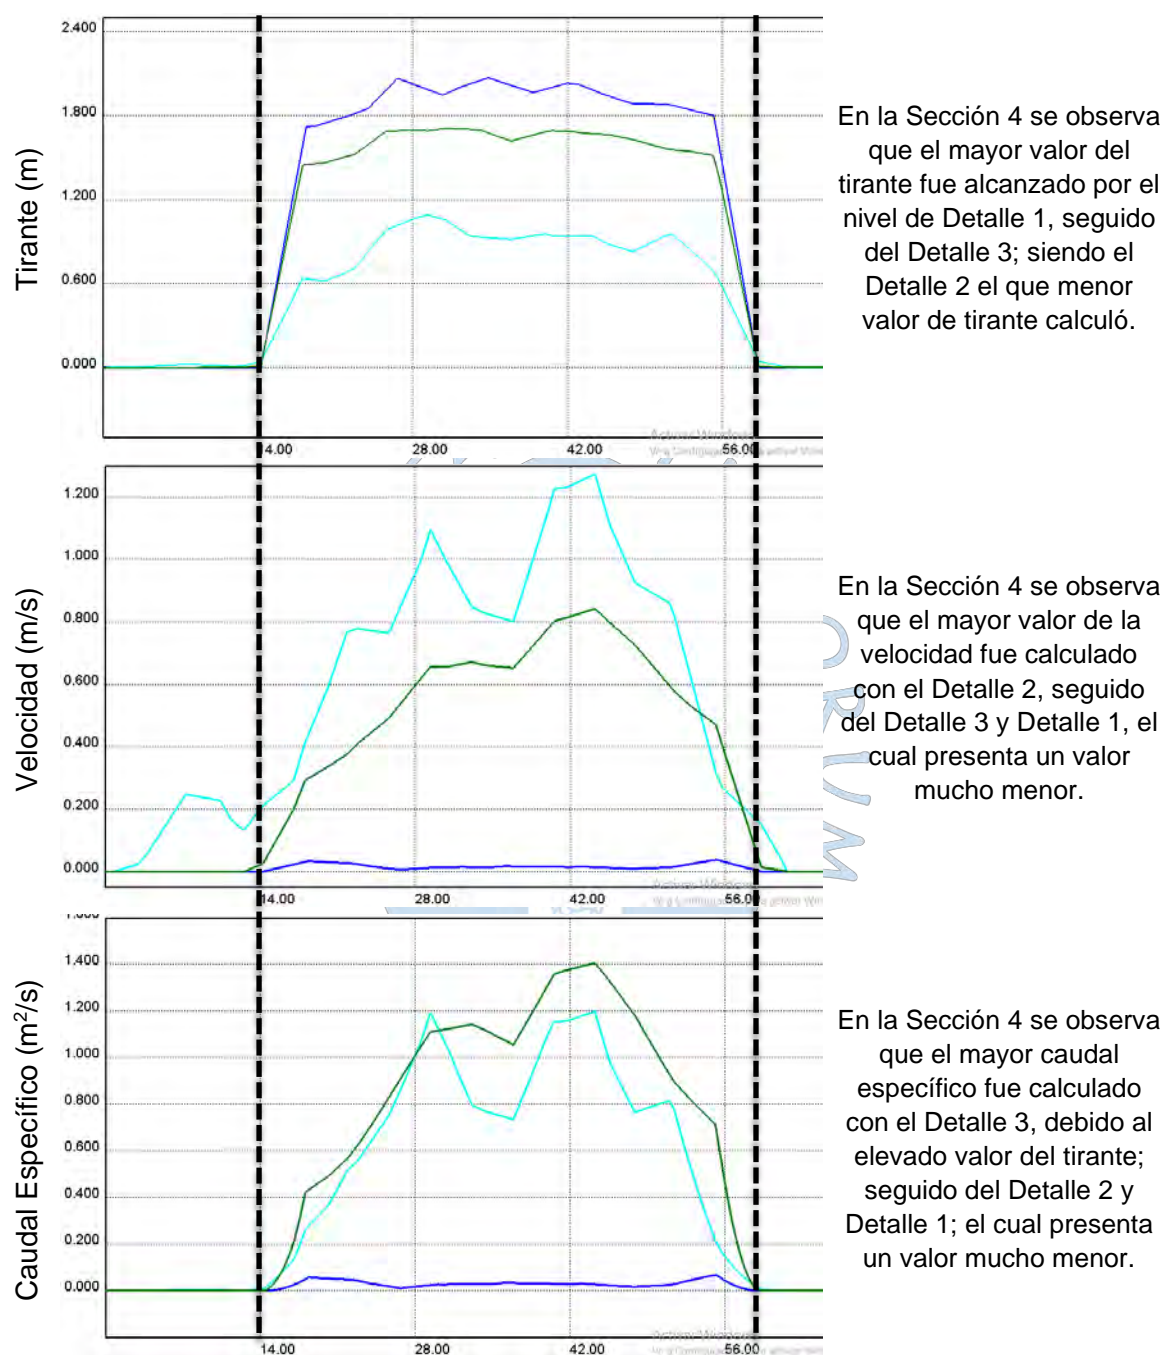 Tirante (m)
2.400
1.800
1.200
0.600
0.000
14.00 28.00 42.00 56.00
En la Sección 4 se observa
que el mayor valor del
tirante fue alcanzado por el
nivel de Detalle 1, seguido
del Detalle 3; siendo el
Detalle 2 el que menor
valor de tirante calculó.
Velocidad (m/s)
1.200
1.000
0.800
0.600
0.400
0.200
0.000
14.00 28.00 42.00 56.00
En la Sección 4 se observa
que el mayor valor de la
velocidad fue calculado
con el Detalle 2, seguido
del Detalle 3 y Detalle 1, el
cual presenta un valor
mucho menor.
Caudal Específico (m²/s)
1.400
1.200
1.000
0.800
0.600
0.400
0.200
0.000
14.00 28.00 42.00 56.00
En la Sección 4 se observa
que el mayor caudal
específico fue calculado
con el Detalle 3, debido al
elevado valor del tirante;
seguido del Detalle 2 y
Detalle 1; el cual presenta
un valor mucho menor.